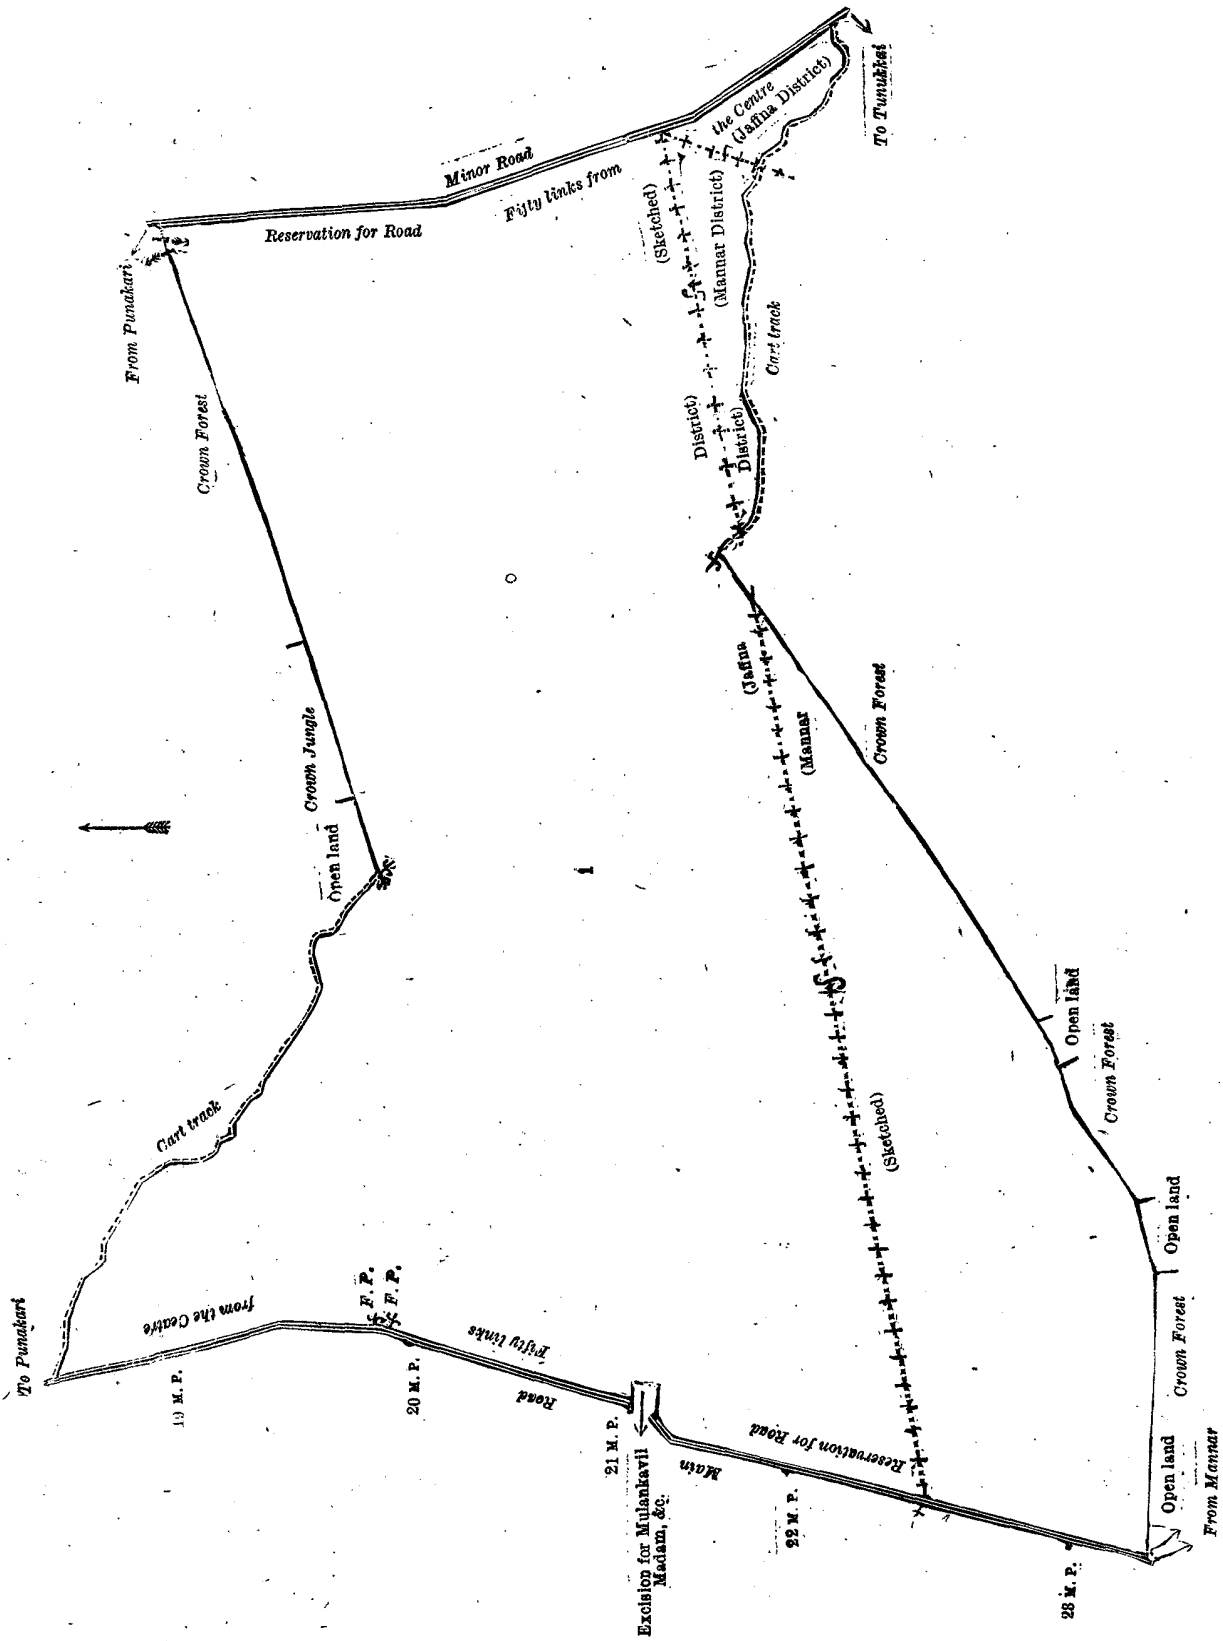 To Punakari
from the Centre
19 M. P.
F. P.
F. P.
20 M. P.
Fifty links
Road
21 M. P.
Excision for Mulankavil
Madam, &c.
Main
Reservation for Road
22 M. P.
23 M. P.
From Mannar
Open land
Crown Forest
Open land
Crown Forest
Open land
Crown Forest
Cart track
Open land
Crown Jungle
Crown Forest
From Punakari
Reservation for Road
Minor Road
Fifty links from
the Centre
(Jaffna District)
To Tunukkai
(Sketched)
(Mannar District)
Cart track
District)
District)
(Jaffna
(Mannar
(Sketched)
1